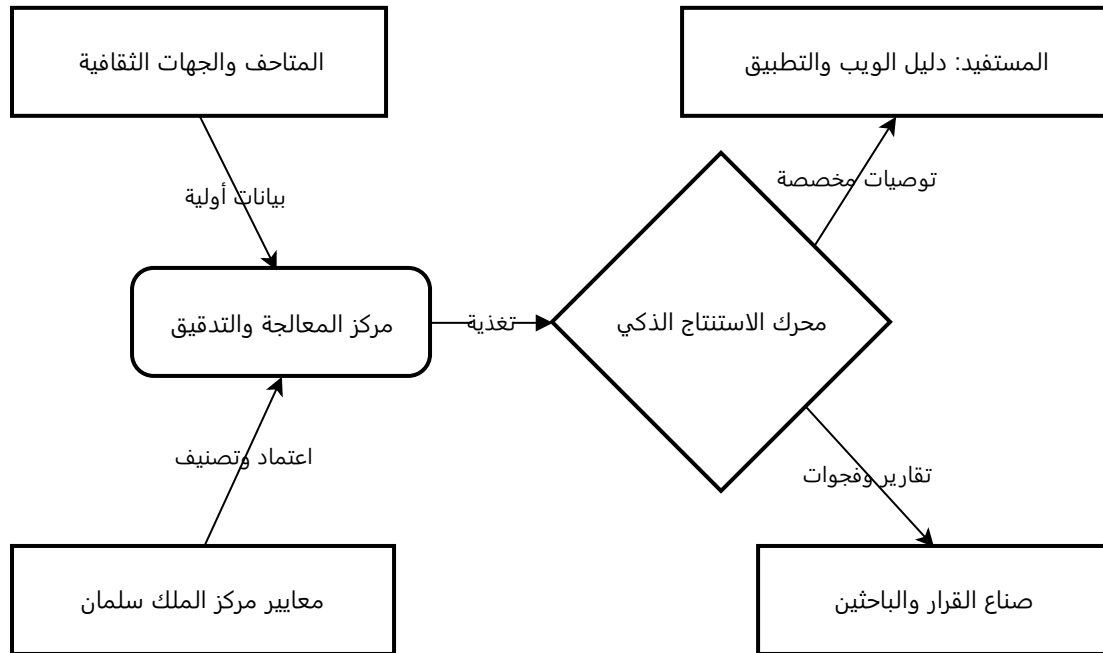 المتاحف والجهات الثقافية
المستفيد: دليل الويب والتطبيق
بيانات أولية
توصيات مخصصة
مركز المعالجة والتدقيق
تغذية
محرك الاستنتاج الذكي
اعتماد وتصنيف
تقارير وفجوات
معايير مركز الملك سلمان
صناع القرار والباحثين